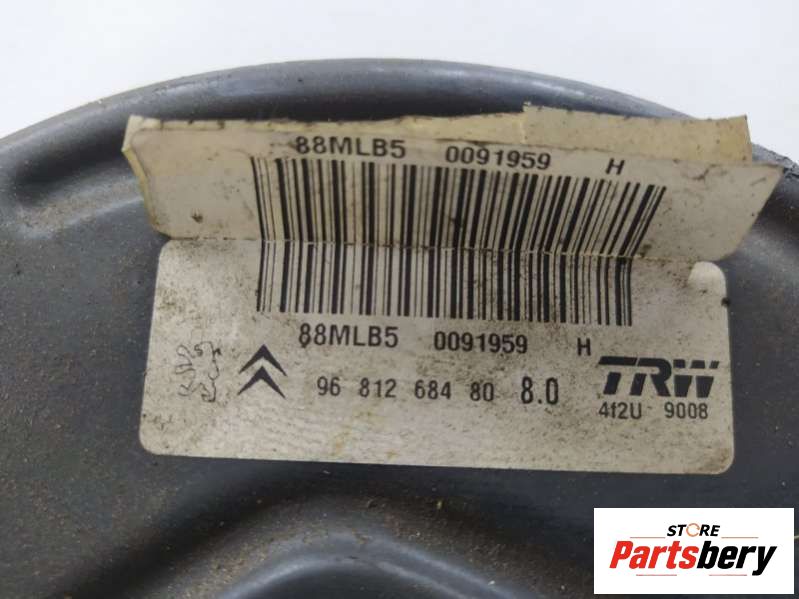 88MLB5 0091959 H
88MLB5 0091959 H
96 812 684 80 8.0
TRW
4f2U 9008
STORE
Partsbery